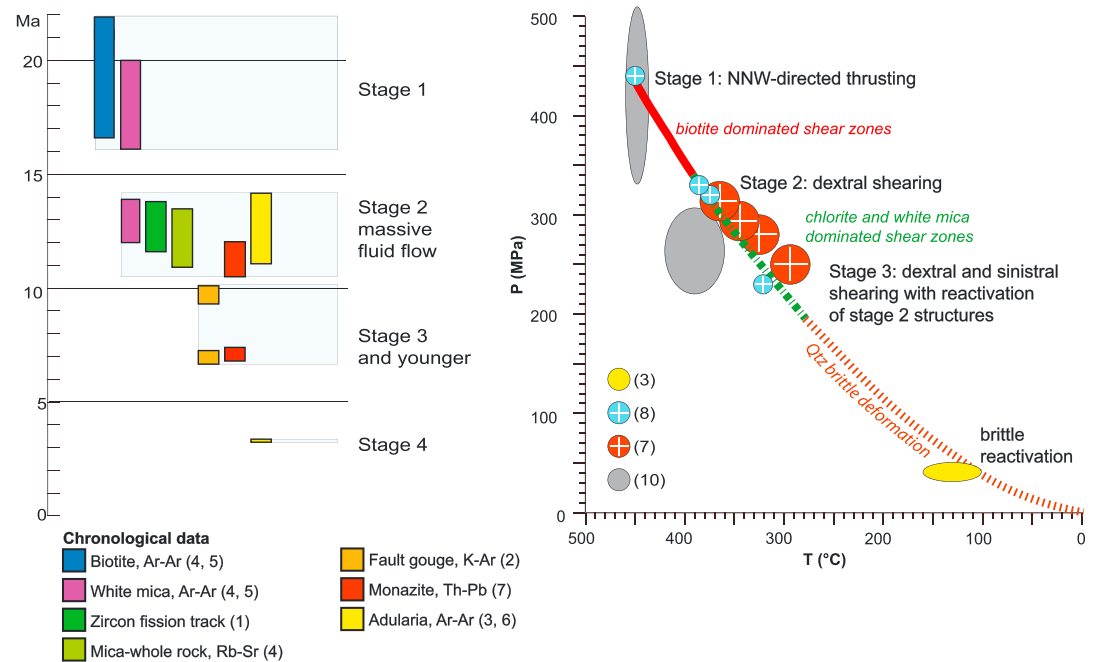 Ma
20
15
10
5
0
Stage 1
Stage 2
massive
fluid flow
Stage 3
and younger
Stage 4
Chronological data
Biotite, Ar-Ar (4, 5)
White mica, Ar-Ar (4, 5)
Zircon fission track (1)
Mica-whole rock, Rb-Sr (4)
Fault gouge, K-Ar (2)
Monazite, Th-Pb (7)
Adularia, Ar-Ar (3, 6)
500
400
300
200
100
0
P (MPa)
Stage 1: NNW-directed thrusting
biotite dominated shear zones
Stage 2: dextral shearing
chlorite and white mica
dominated shear zones
Stage 3: dextral and sinistral
shearing with reactivation
of stage 2 structures
Qtz brittle deformation
brittle
reactivation
(3)
(8)
(7)
(10)
500
400
300
200
100
0
T (°C)